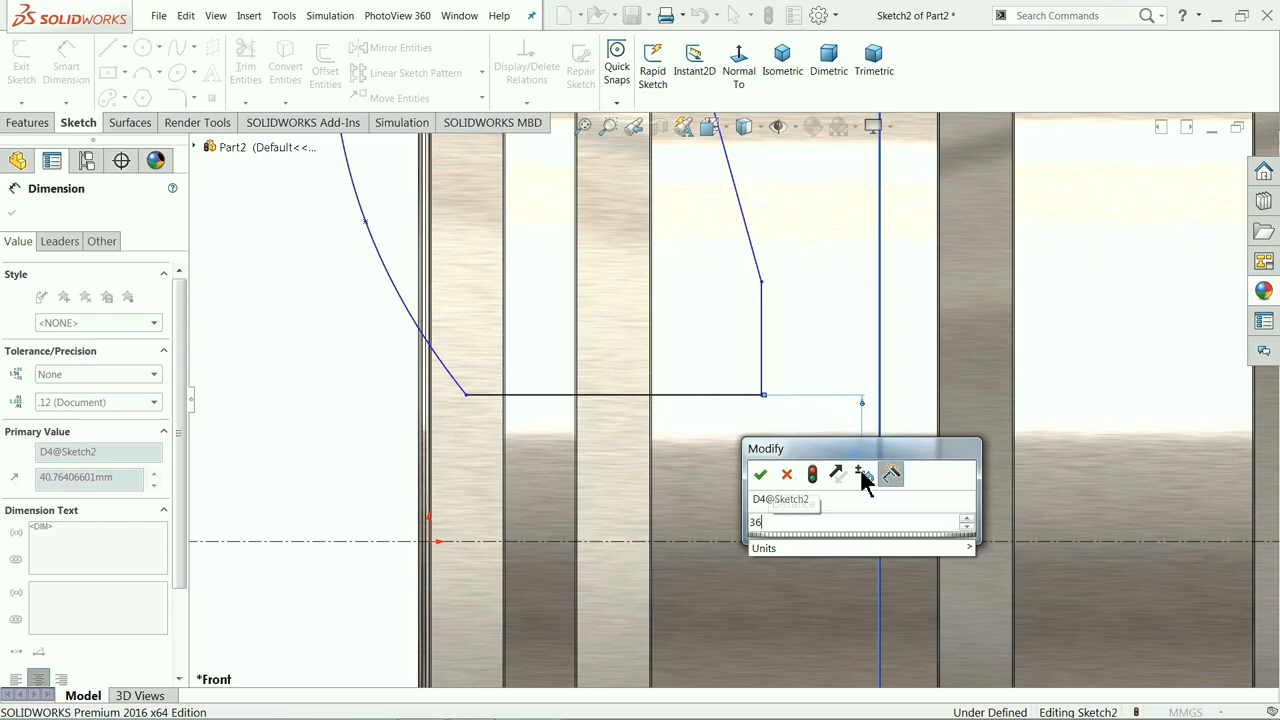 SOLIDWORKS
File Edit View Insert Tools Simulation PhotoView 360 Window Help
Sketch2 of Part2 *
Search Commands
?
Exit Sketch
Smart Dimension
Trim Entities
Convert Entities
Offset Entities
Mirror Entities
Linear Sketch Pattern
Move Entities
Display/Delete Relations
Repair Sketch
Quick Snaps
Rapid Sketch
Instant2D
Normal To
Isometric
Dimetric
Trimetric
Features Sketch Surfaces Render Tools SOLIDWORKS Add-Ins Simulation SOLIDWORKS MBD
Part2 (Default<<...
Dimension
Value Leaders Other
Style
<NONE>
Tolerance/Precision
None
12 (Document)
Primary Value
D4@Sketch2
40.76406601mm
Dimension Text
<DIM>
Modify
D4@Sketch2
Distance
36
Units >
*Front
Model 3D Views
SOLIDWORKS Premium 2016 x64 Edition
Under Defined Editing Sketch2 MMGS